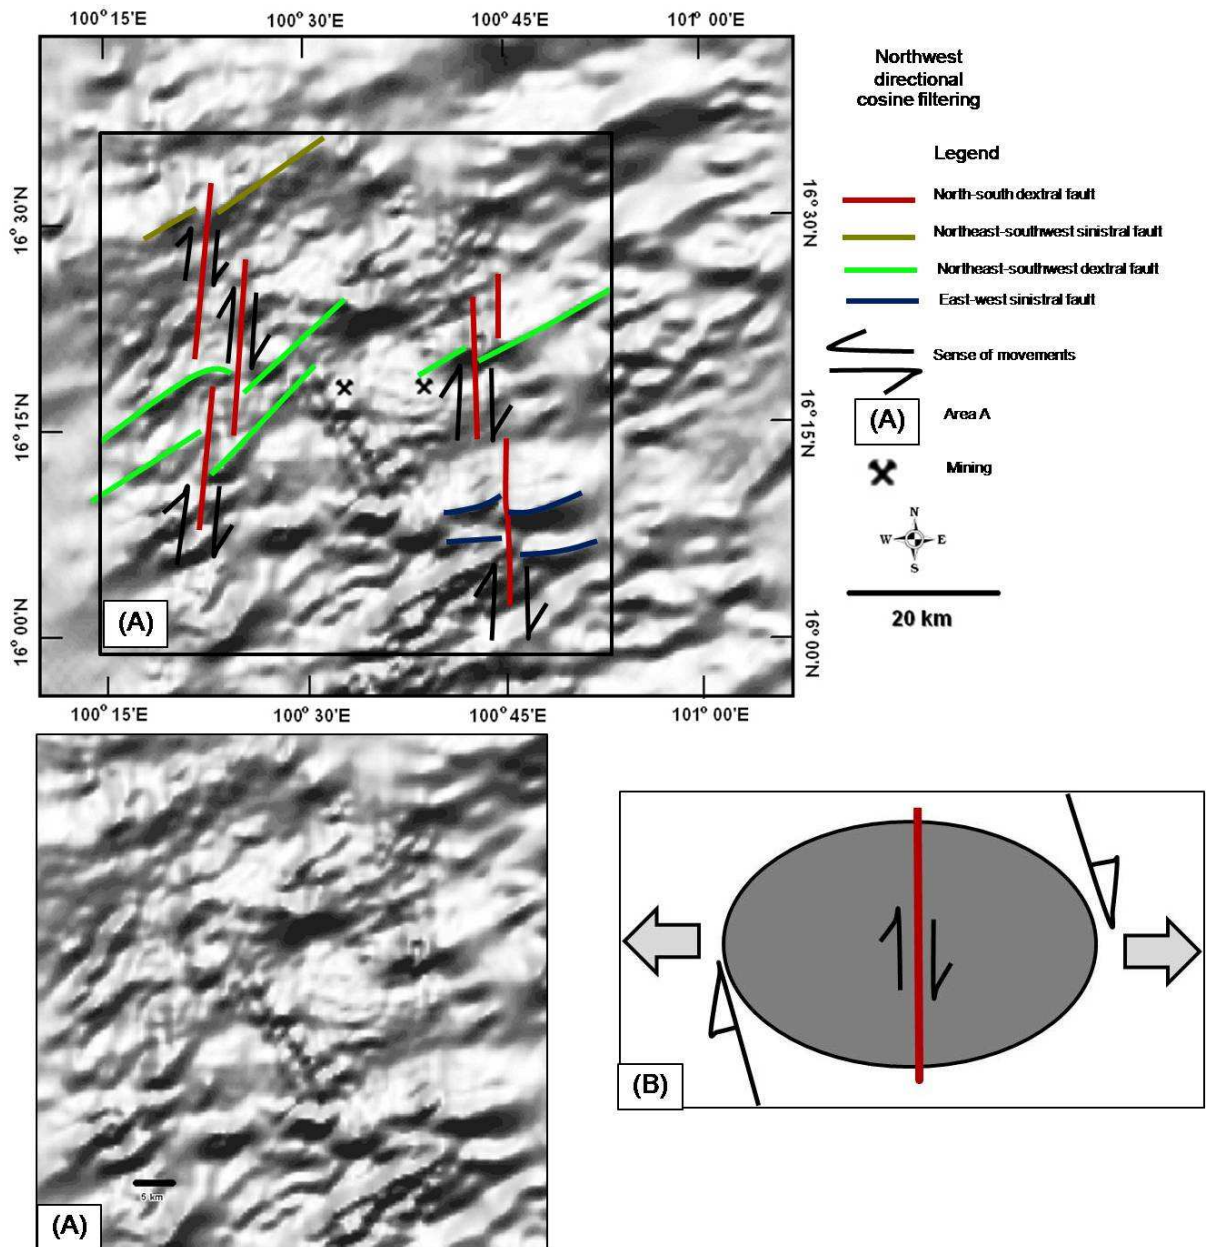 100° 15'E 100° 30'E 100° 45'E 101° 00'E
Northwest
directional
cosine filtering
Legend
North-south dextral fault
Northeast-southwest sinistral fault
Northeast-southwest dextral fault
East-west sinistral fault
Sense of movements
(A) Area A
Mining
N
W E
S
20 km
16° 30'N
16° 15'N
16° 00'N
16° 30'N
16° 15'N
16° 00'N
(A)
100° 15'E 100° 30'E 100° 45'E 101° 00'E
5 km
(A)
(B)